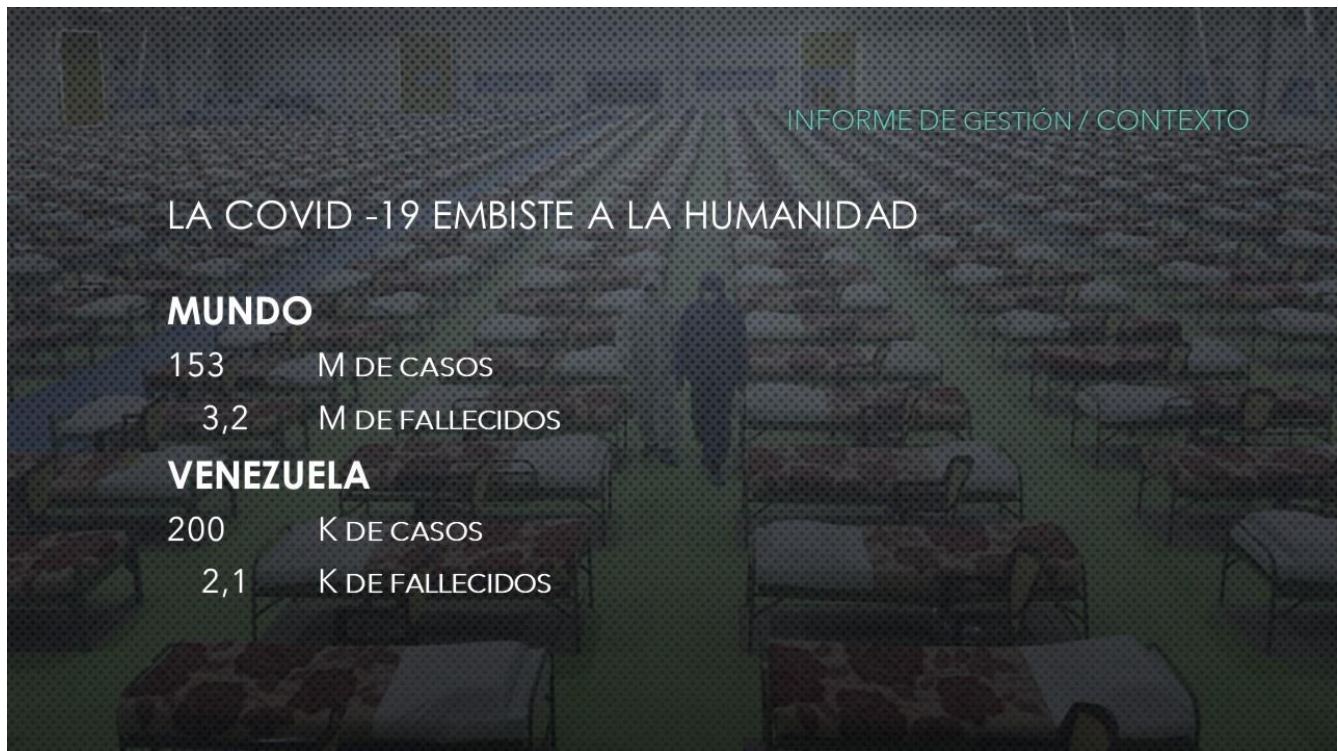 INFORME DE GESTIÓN / CONTEXTO
LA COVID -19 EMBISTE A LA HUMANIDAD
MUNDO
153 M DE CASOS
3,2 M DE FALLECIDOS
VENEZUELA
200 K DE CASOS
2,1 K DE FALLECIDOS